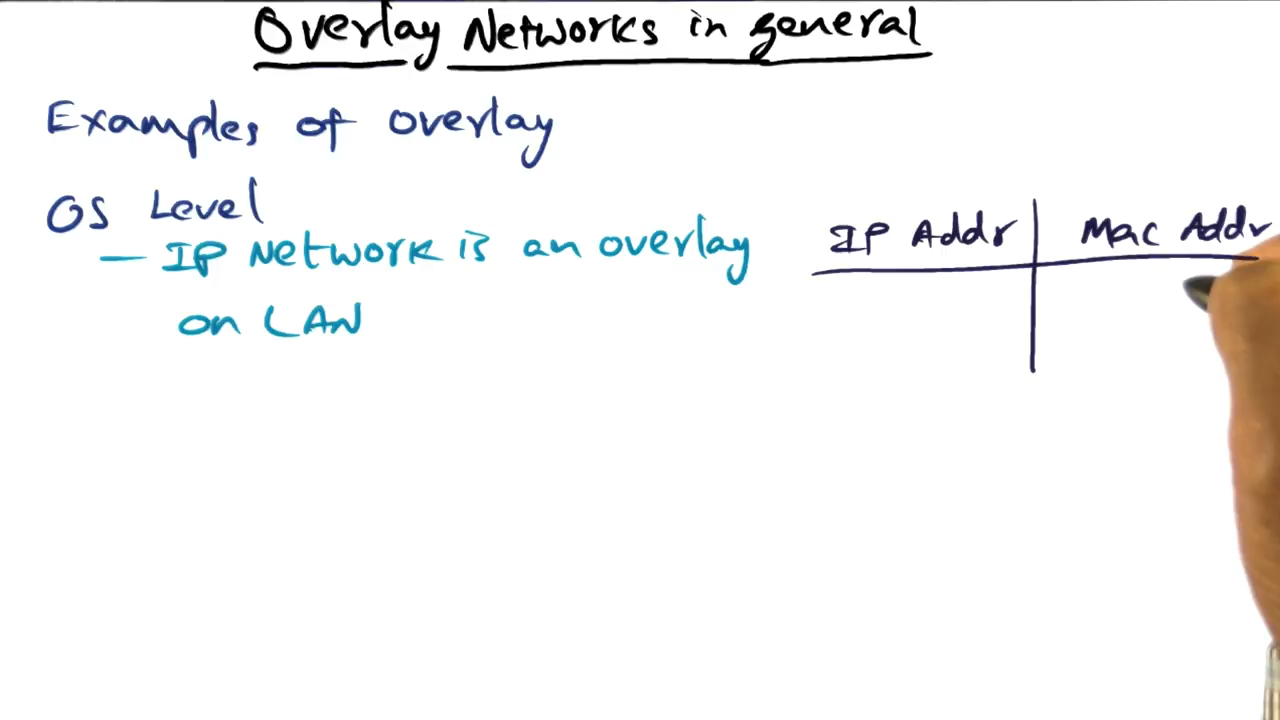 Overlay Networks in general
Examples of overlay
OS Level
— IP Network is an overlay
on LAN
IP Addr | Mac Addr